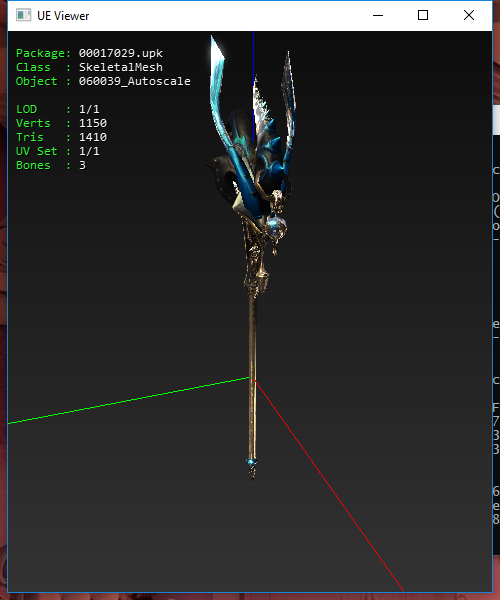 UE Viewer
Package: 00017029.upk
Class  : SkeletalMesh
Object : 060039_Autoscale
LOD    : 1/1
Verts  : 1150
Tris   : 1410
UV Set : 1/1
Bones  : 3